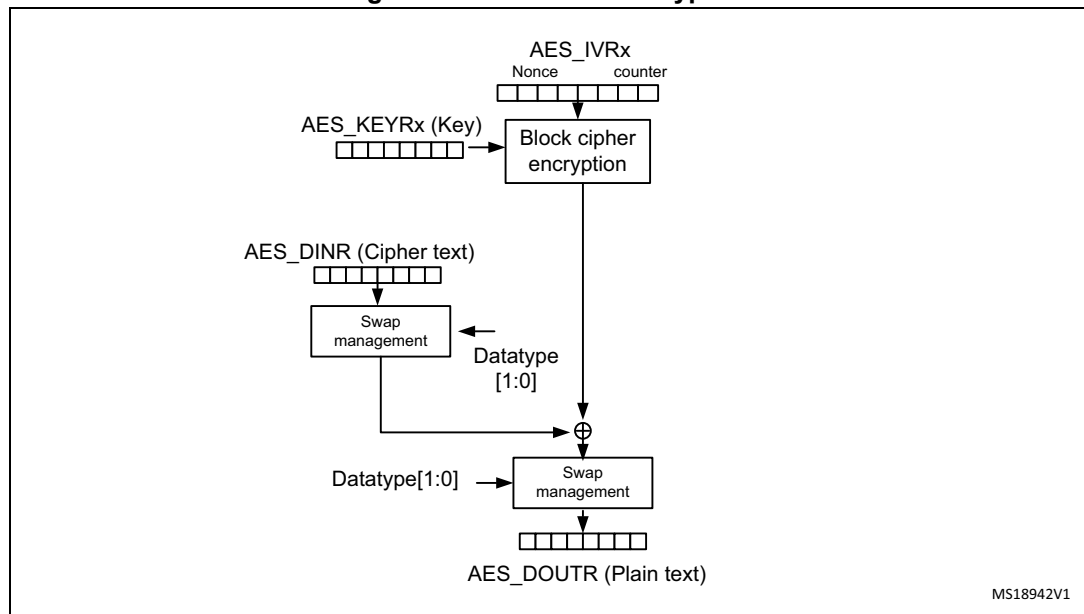 AES_IVRx
Nonce counter
AES_KEYRx (Key)
Block cipher
encryption
AES_DINR (Cipher text)
Swap
management
Datatype
[1:0]
Datatype[1:0]
Swap
management
AES_DOUTR (Plain text)
MS18942V1